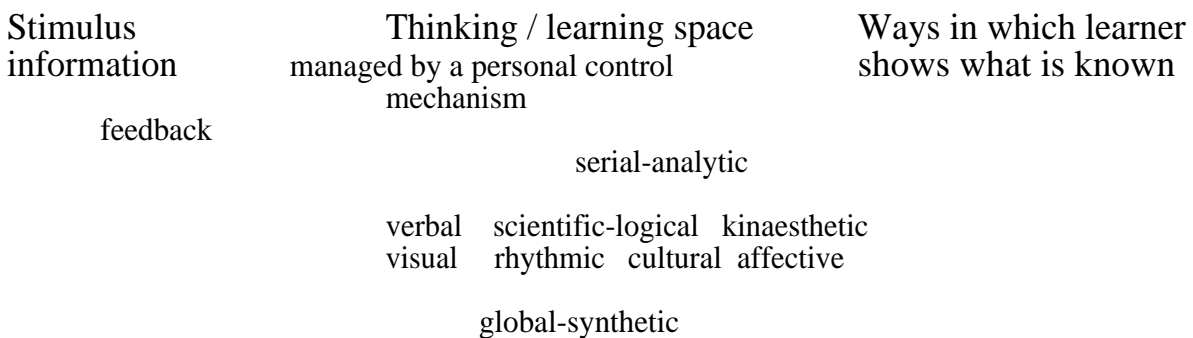 Stimulus information
Thinking / learning space
managed by a personal control
mechanism
Ways in which learner
shows what is known
feedback
serial-analytic
verbal scientific-logical kinaesthetic
visual rhythmic cultural affective
global-synthetic